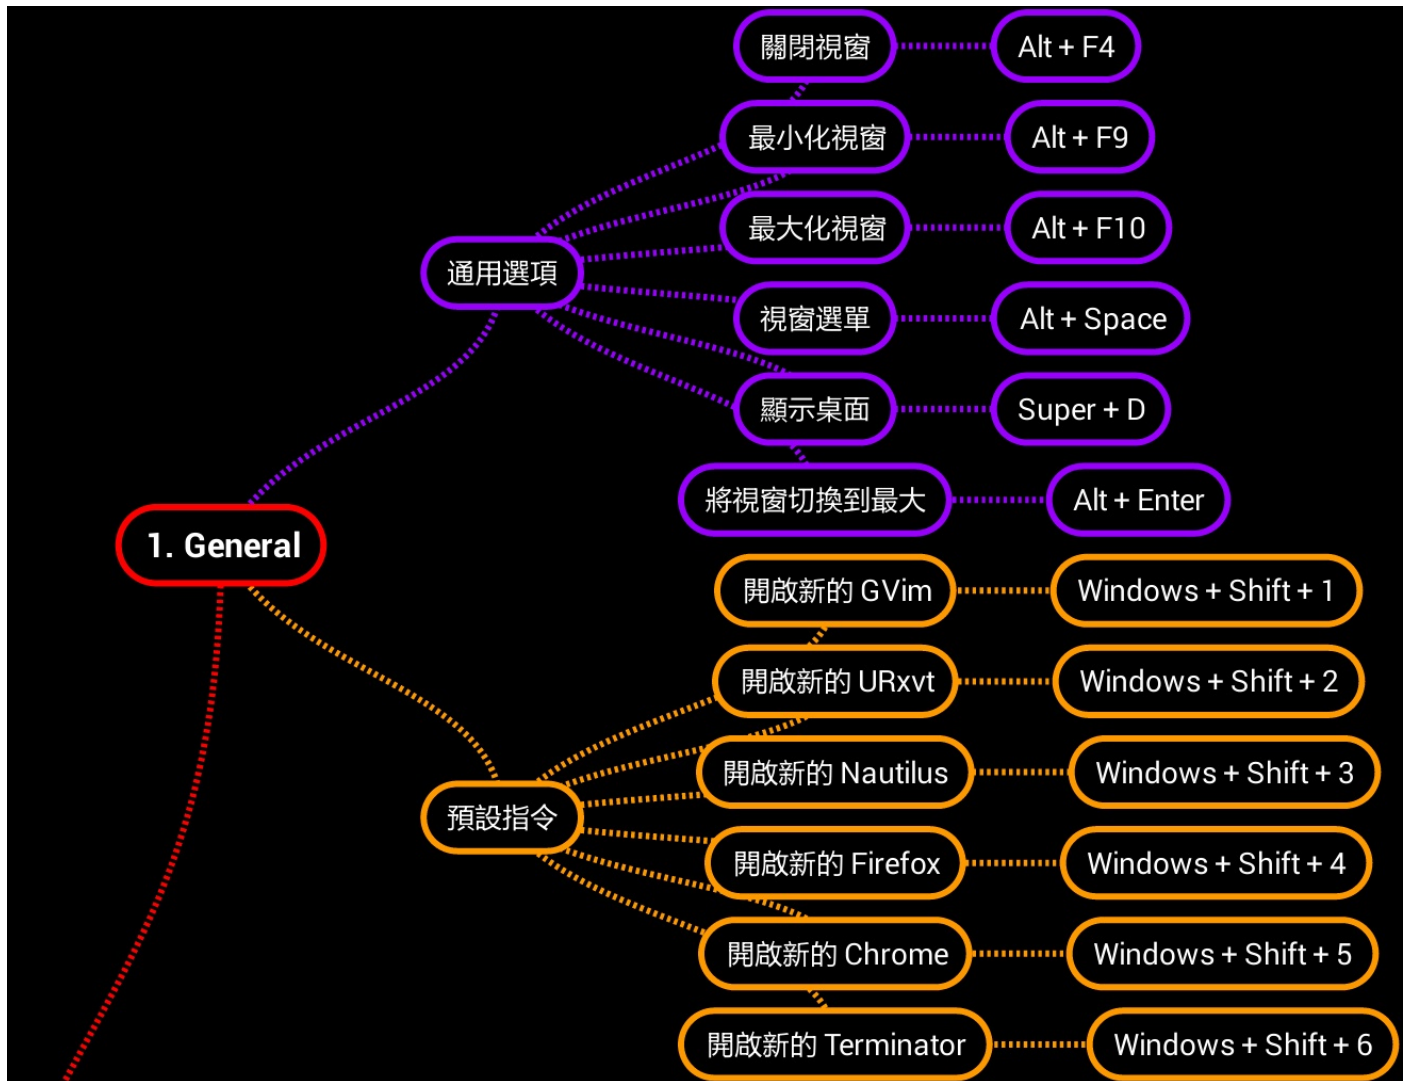 關閉視窗 Alt + F4
最小化視窗 Alt + F9
最大化視窗 Alt + F10
通用選項
視窗選單 Alt + Space
顯示桌面 Super + D
將視窗切換到最大 Alt + Enter
1. General
開啟新的 GVim Windows + Shift + 1
開啟新的 URxvt Windows + Shift + 2
開啟新的 Nautilus Windows + Shift + 3
預設指令
開啟新的 Firefox Windows + Shift + 4
開啟新的 Chrome Windows + Shift + 5
開啟新的 Terminator Windows + Shift + 6